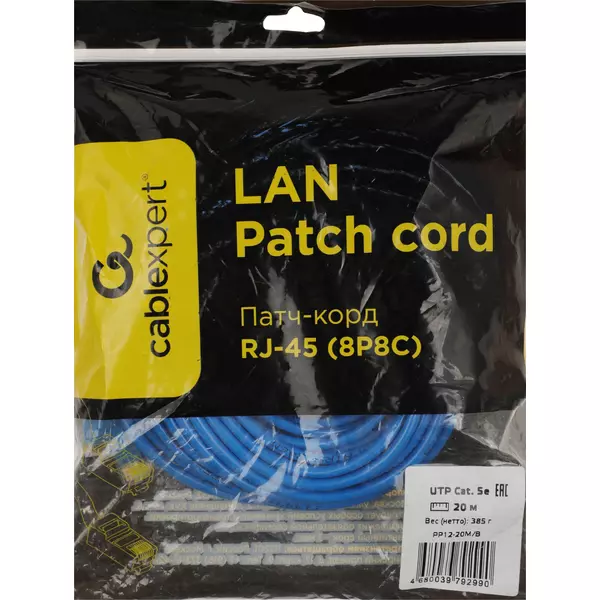 cablexpert®
LAN
Patch cord
Патч-корд
RJ-45 (8P8C)
UTP Cat. 5e EAC
20 м
Вес (нетто): 385 г
PP12-20M/B
4 680039 792990